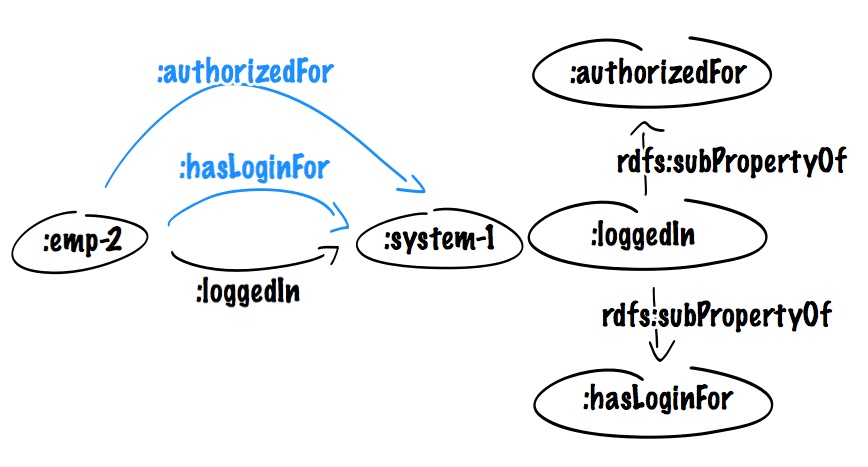 :authorizedFor
:hasLoginFor
:emp-2
:system-1
:loggedIn
:authorizedFor
rdfs:subPropertyOf
:loggedIn
rdfs:subPropertyOf
:hasLoginFor